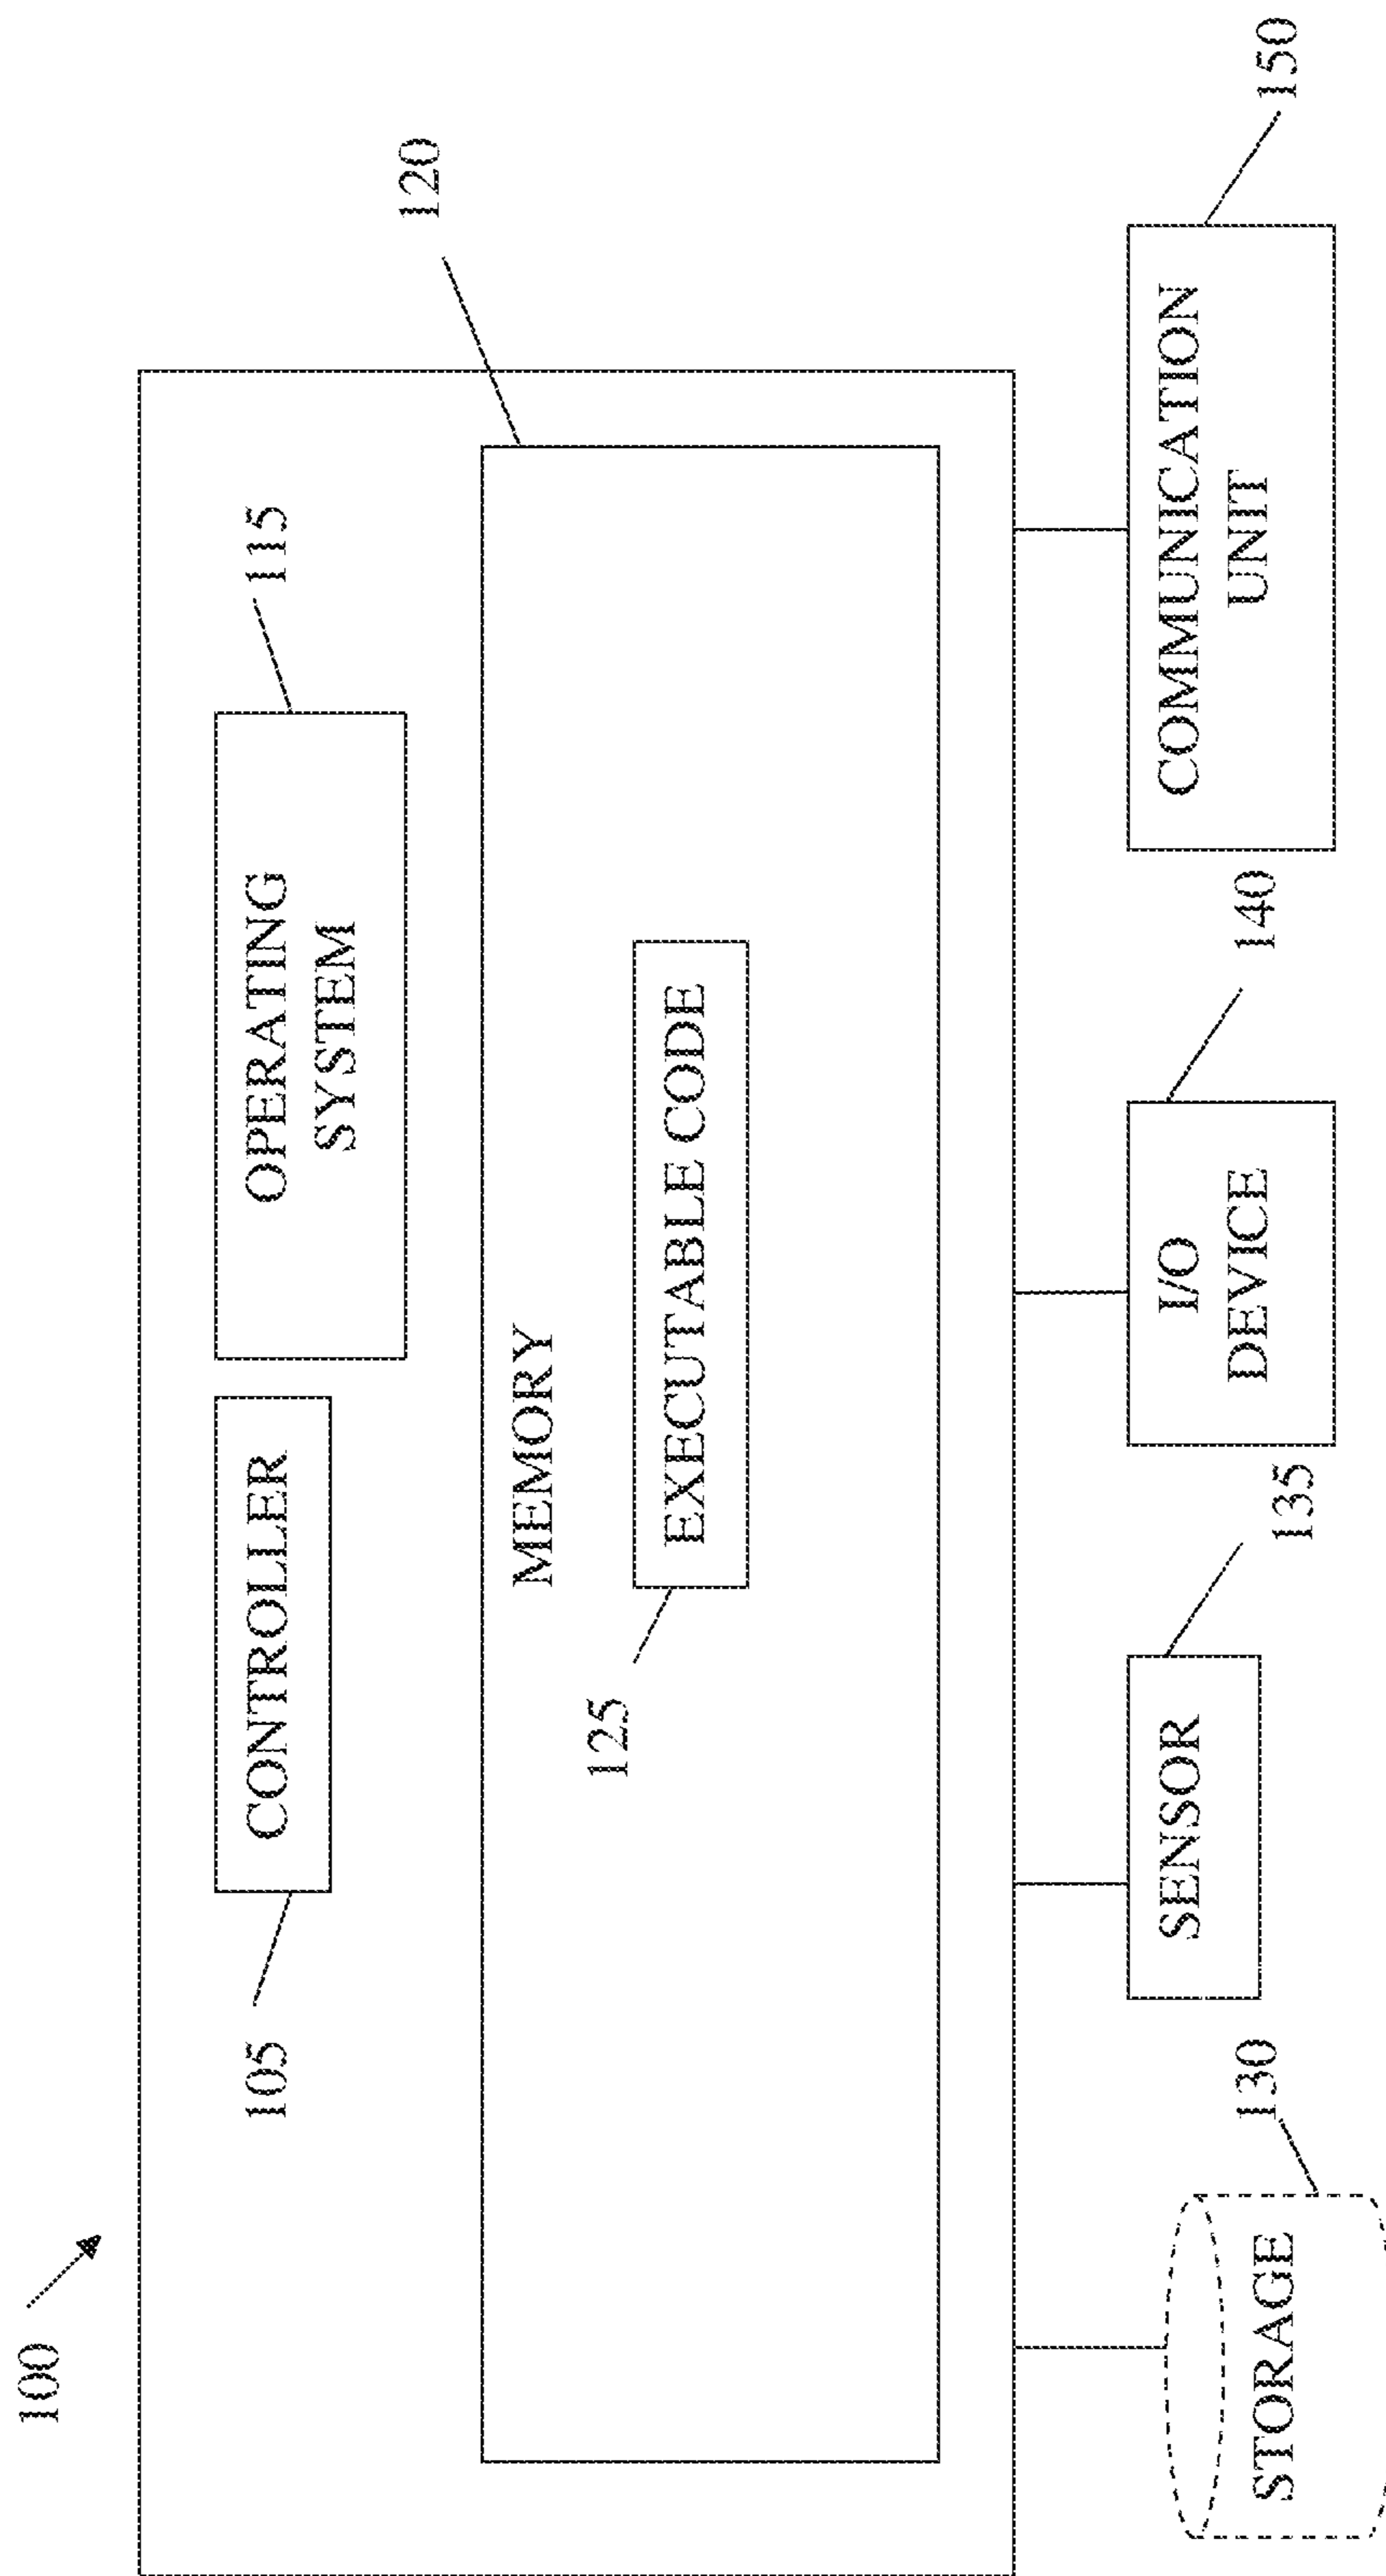 100
105
CONTROLLER
OPERATING
SYSTEM
115
120
MEMORY
125
EXECUTABLE CODE
STORAGE
130
SENSOR
135
I/O
DEVICE
140
COMMUNICATION
UNIT
150